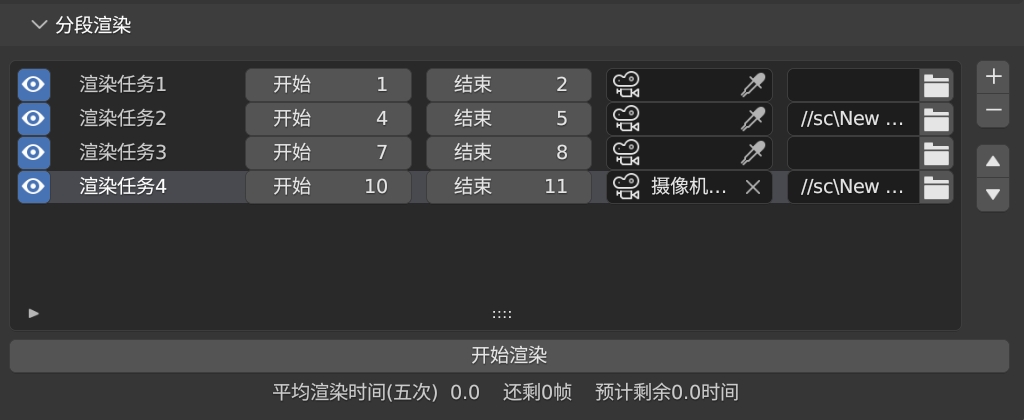 分段渲染
渲染任务1 开始 1 结束 2
渲染任务2 开始 4 结束 5 //sc\New ...
渲染任务3 开始 7 结束 8
渲染任务4 开始 10 结束 11 摄像机... //sc\New ...
开始渲染
平均渲染时间(五次) 0.0 还剩0帧 预计剩余0.0时间